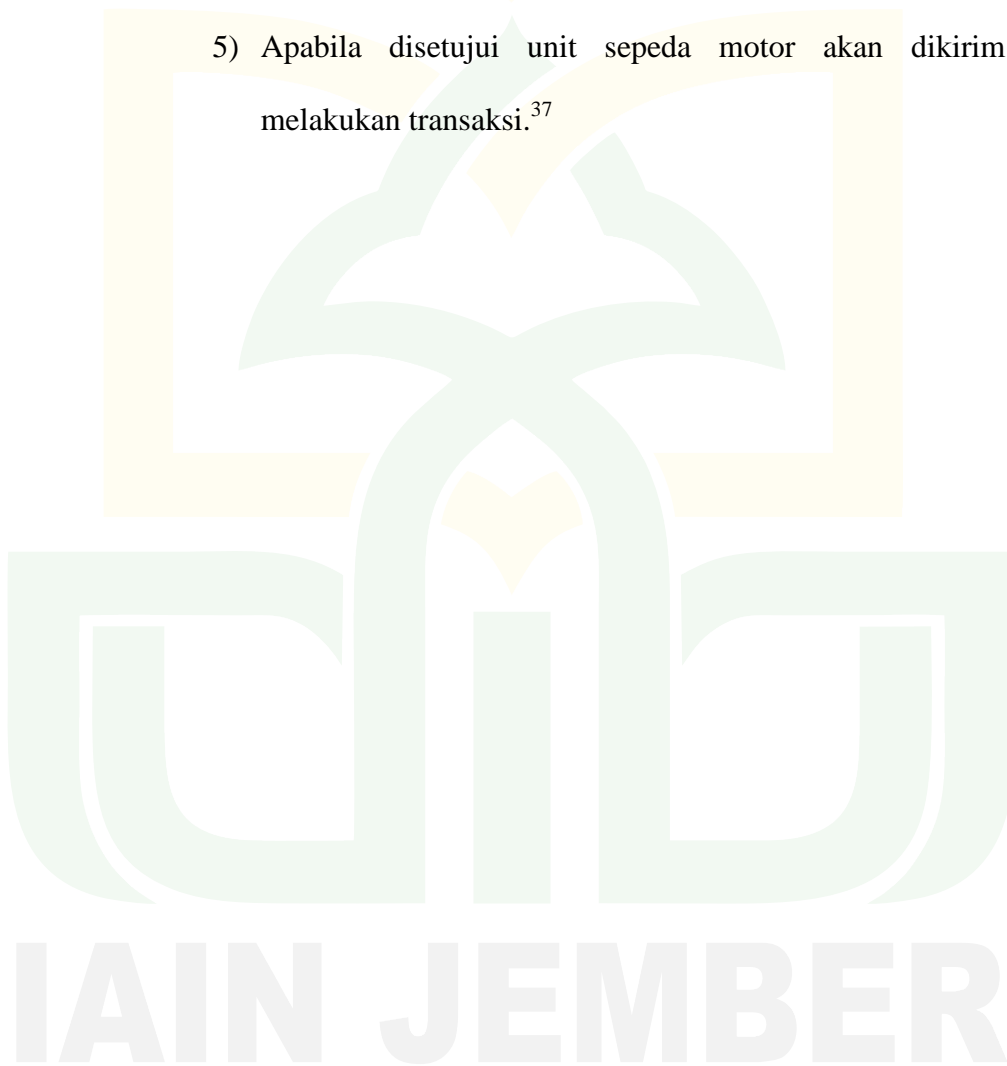 5) Apabila disetujui unit sepeda motor akan dikirim
melakukan transaksi.37
IAIN JEMBER